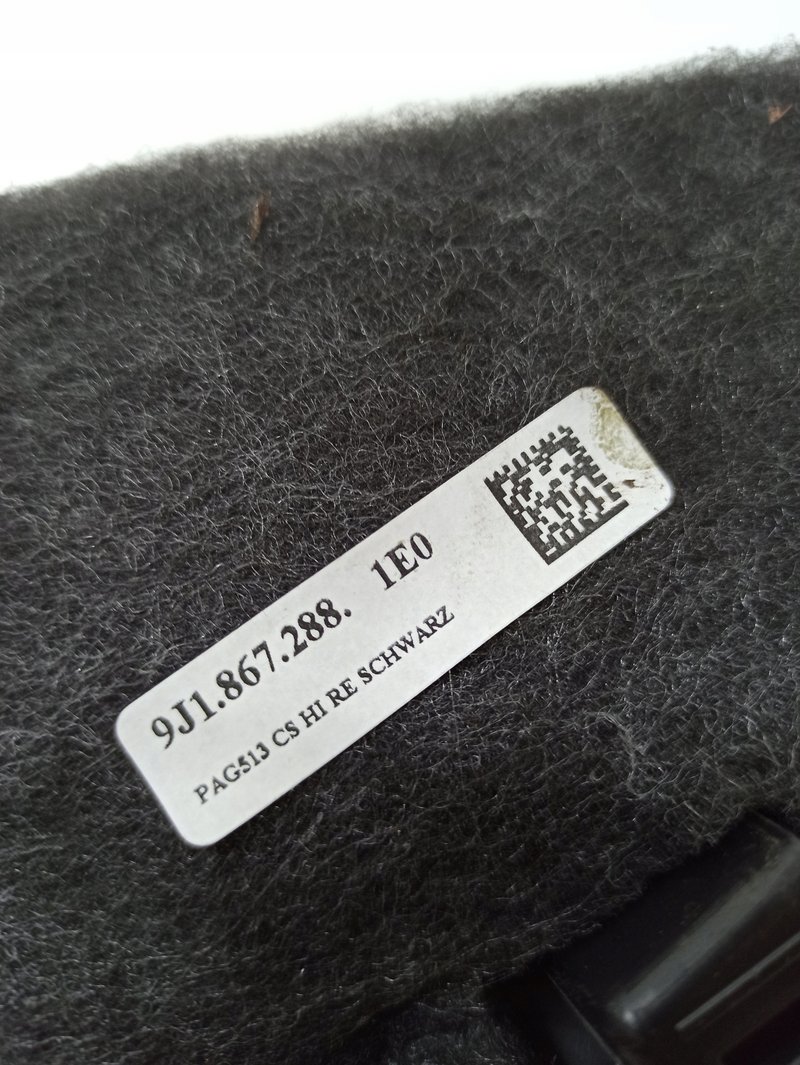 9J1.867.288. 1E0
PAG513 CS HI RE SCHWARZ